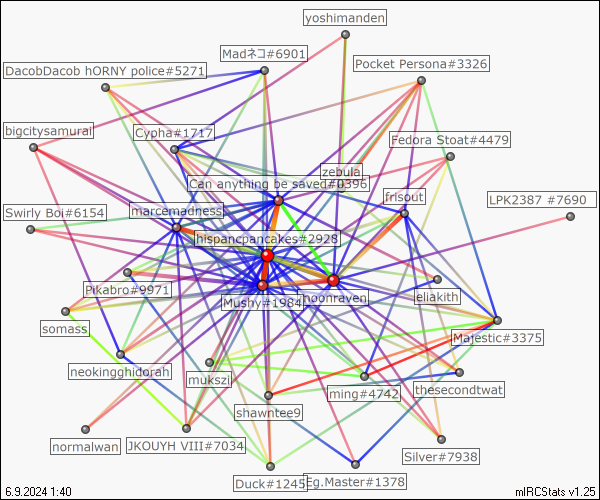 yoshimanden
Madネコ#6901
Pocket Persona#3326
DacobDacob hORNY police#5271
bigcitysamurai
Cypha#1717
Fedora Stoat#4479
zebula
Can anything be saved#0396
frisout
LPK2387 #7690
Swirly Boi#6154
marcemadness
hispancpancakes#2928
Pikabro#9971
Mushy#1984
noonraven
eliakith
somass
Majestic#3375
neokingghidorah
mukszi
ming#4742
thesecondtwat
shawntee9
normalwan
JKOUYH VIII#7034
Silver#7938
Duck#1245
Eg.Master#1378
6.9.2024 1:40
mIRCStats v1.25